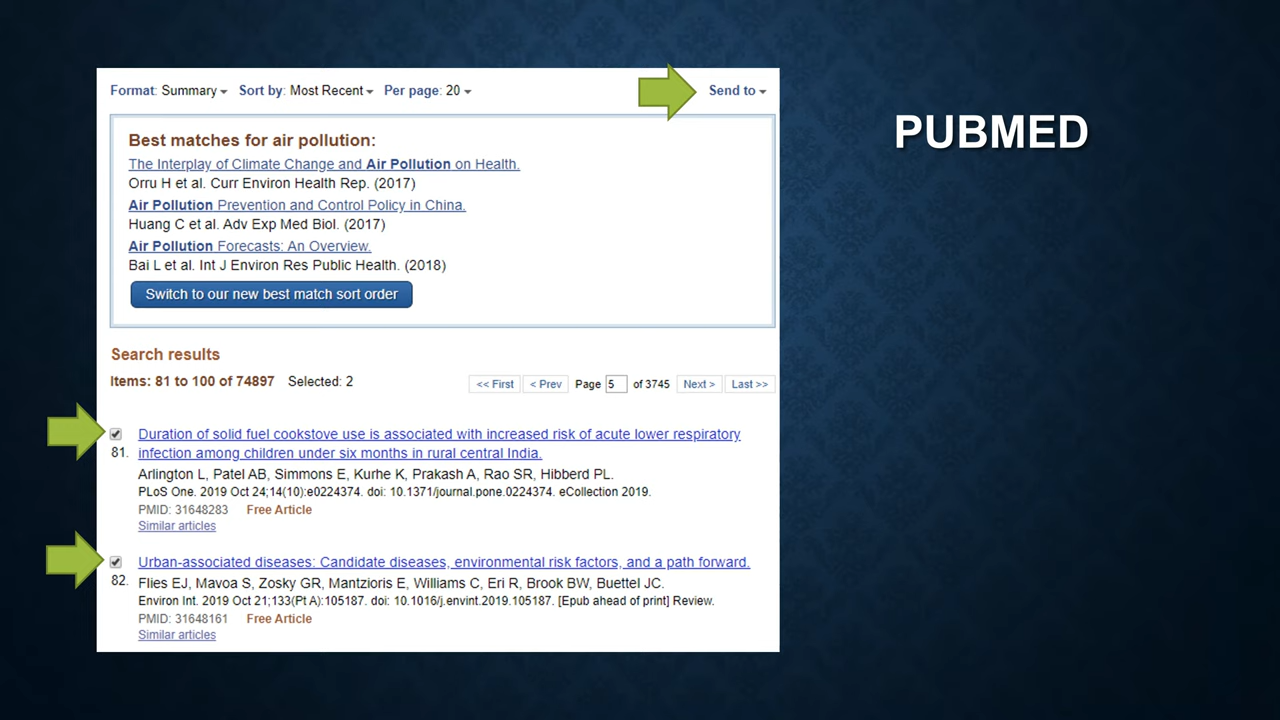 Format: Summary Sort by: Most Recent Per page: 20 Send to
PUBMED
Best matches for air pollution:
The Interplay of Climate Change and Air Pollution on Health.
Orru H et al. Curr Environ Health Rep. (2017)
Air Pollution Prevention and Control Policy in China.
Huang C et al. Adv Exp Med Biol. (2017)
Air Pollution Forecasts: An Overview.
Bai L et al. Int J Environ Res Public Health. (2018)
Switch to our new best match sort order
Search results
Items: 81 to 100 of 74897 Selected: 2
<< First < Prev Page 5 of 3745 Next > Last >>
Duration of solid fuel cookstove use is associated with increased risk of acute lower respiratory
81. infection among children under six months in rural central India.
Arlington L, Patel AB, Simmons E, Kurhe K, Prakash A, Rao SR, Hibberd PL.
PLoS One. 2019 Oct 24;14(10):e0224374. doi: 10.1371/journal.pone.0224374. eCollection 2019.
PMID: 31648283 Free Article
Similar articles
Urban-associated diseases: Candidate diseases, environmental risk factors, and a path forward.
82. Flies EJ, Mavoa S, Zosky GR, Mantzioris E, Williams C, Eri R, Brook BW, Buettel JC.
Environ Int. 2019 Oct 21;133(Pt A):105187. doi: 10.1016/j.envint.2019.105187. [Epub ahead of print] Review.
PMID: 31648161 Free Article
Similar articles